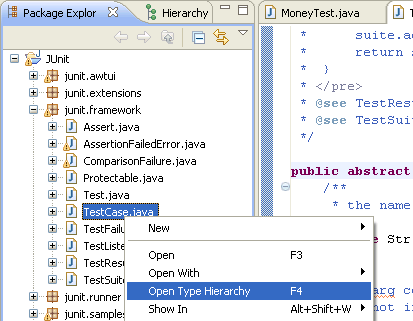 Package Explor
Hierarchy
JUnit
junit.awtui
junit.extensions
junit.framework
Assert.java
AssertionFailedError.java
ComparisonFailure.java
Protectable.java
Test.java
TestCase.java
TestFailu
TestListe
TestResu
TestSuite
junit.runner
junit.samples
New
Open F3
Open With
Open Type Hierarchy F4
Show In Alt+Shift+W
MoneyTest.java
* suite.ad
* return s
* }
* </pre>
* @see TestRes
* @see TestSui
*/
public abstract
/**
* the name
e Str
arg co
not in